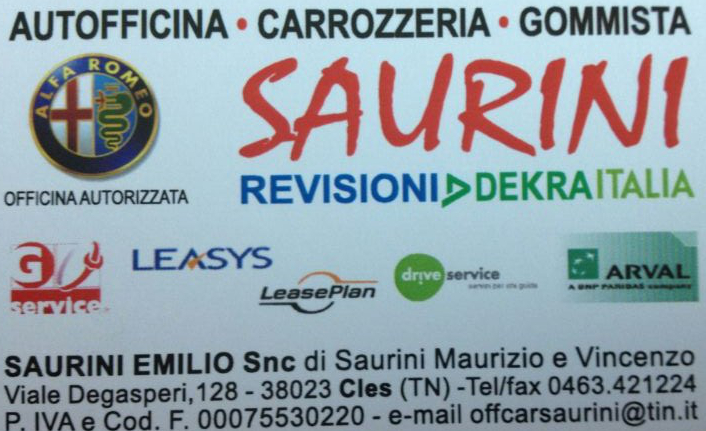 AUTOFFICINA • CARROZZERIA • GOMMISTA
ALFA ROMEO
SAURINI
OFFICINA AUTORIZZATA
REVISIONI DEKRA ITALIA
G service
LEASYS
LeasePlan
drive service
ARVAL
A BNP PARIBAS company
SAURINI EMILIO Snc di Saurini Maurizio e Vincenzo
Viale Degasperi,128 - 38023 Cles (TN) -Tel/fax 0463.421224
P. IVA e Cod. F. 00075530220 - e-mail offcarsaurini@tin.it